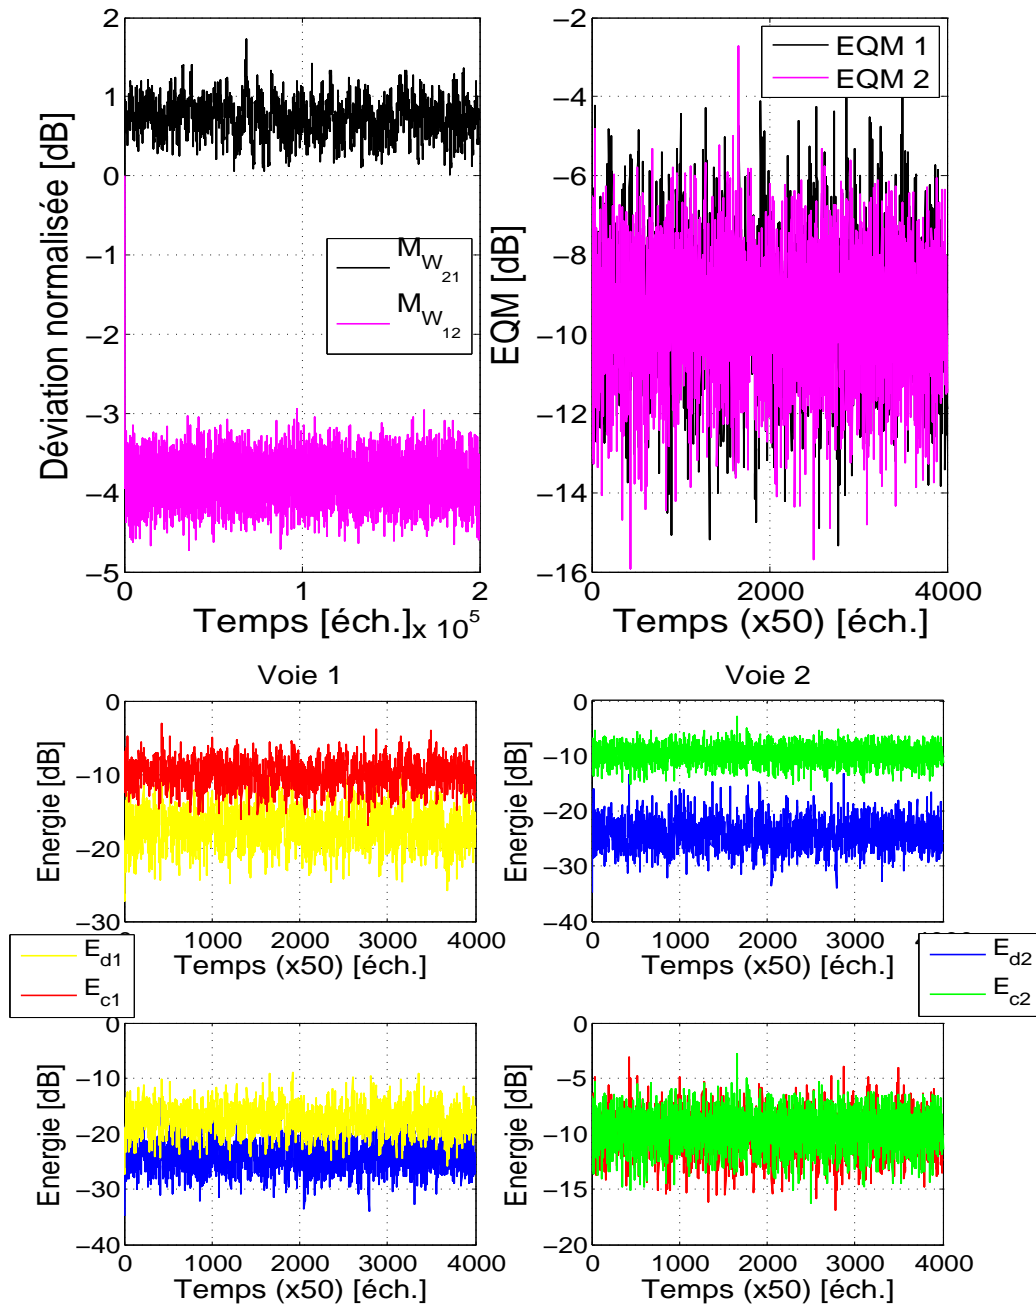 Déviation normalisée [dB]
2
1
0
−1
−2
−3
−4
−5
0
1
2
Temps [éch.]
x 10^5
M_W_21
M_W_12
EQM [dB]
−2
−4
−6
−8
−10
−12
−14
−16
0
2000
4000
Temps (x50) [éch.]
EQM 1
EQM 2
Voie 1
Energie [dB]
0
−10
−20
−30
0 1000 2000 3000 4000
Temps (x50) [éch.]
Voie 2
Energie [dB]
0
−10
−20
−30
−40
0 1000 2000 3000 4000
Temps (x50) [éch.]
E_d1
E_c1
E_d2
E_c2
Energie [dB]
0
−10
−20
−30
−40
0 1000 2000 3000 4000
Temps (x50) [éch.]
Energie [dB]
0
−5
−10
−15
−20
0 1000 2000 3000 4000
Temps (x50) [éch.]